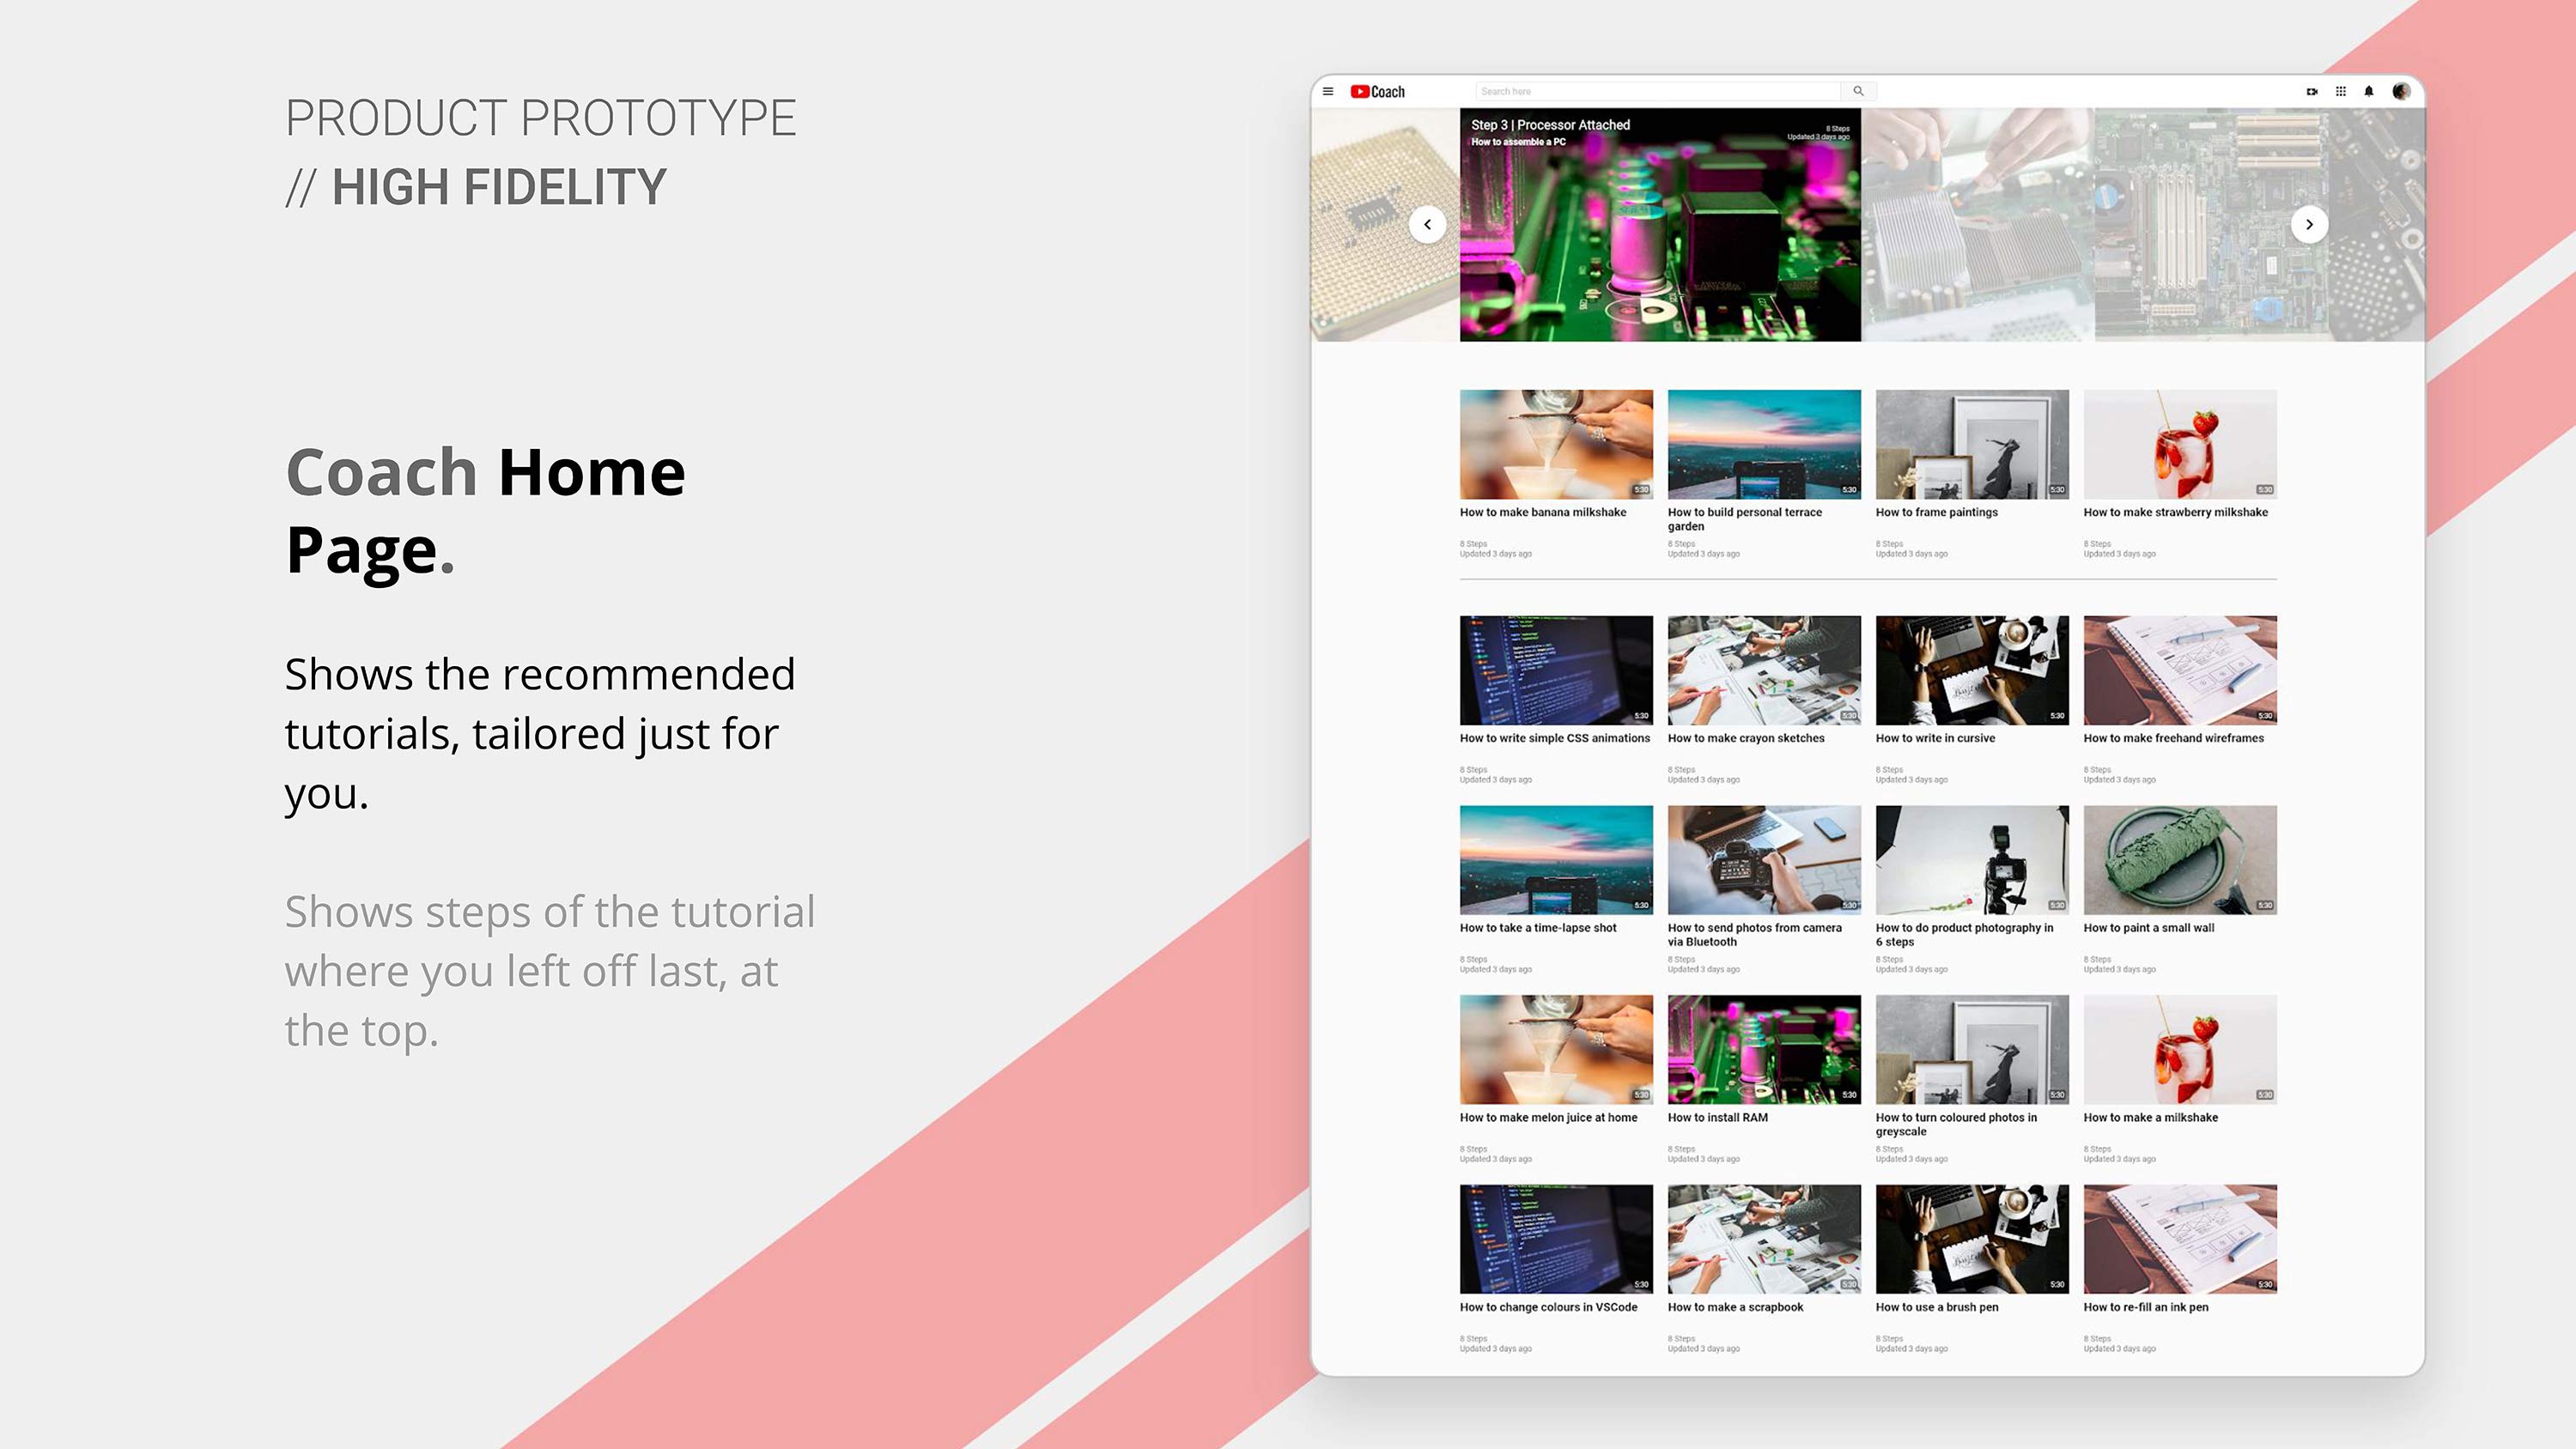 PRODUCT PROTOTYPE
// HIGH FIDELITY
Coach Home
Page.
Shows the recommended
tutorials, tailored just for
you.
Shows steps of the tutorial
where you left off last, at
the top.
Coach
Search here
Step 3 | Processor Attached
How to assemble a PC
8 Steps
Updated 3 days ago
5:30
5:30
5:30
5:30
How to make banana milkshake
8 Steps
Updated 3 days ago
How to build personal terrace
garden
8 Steps
Updated 3 days ago
How to frame paintings
8 Steps
Updated 3 days ago
How to make strawberry milkshake
8 Steps
Updated 3 days ago
5:30
5:30
5:30
5:30
How to write simple CSS animations
8 Steps
Updated 3 days ago
How to make crayon sketches
8 Steps
Updated 3 days ago
How to write in cursive
8 Steps
Updated 3 days ago
How to make freehand wireframes
8 Steps
Updated 3 days ago
5:30
5:30
5:30
5:30
How to take a time-lapse shot
8 Steps
Updated 3 days ago
How to send photos from camera
via Bluetooth
8 Steps
Updated 3 days ago
How to do product photography in
6 steps
8 Steps
Updated 3 days ago
How to paint a small wall
8 Steps
Updated 3 days ago
5:30
5:30
5:30
5:30
How to make melon juice at home
8 Steps
Updated 3 days ago
How to install RAM
8 Steps
Updated 3 days ago
How to turn coloured photos in
greyscale
8 Steps
Updated 3 days ago
How to make a milkshake
8 Steps
Updated 3 days ago
5:30
5:30
5:30
5:30
How to change colours in VSCode
8 Steps
Updated 3 days ago
How to make a scrapbook
8 Steps
Updated 3 days ago
How to use a brush pen
8 Steps
Updated 3 days ago
How to re-fill an ink pen
8 Steps
Updated 3 days ago